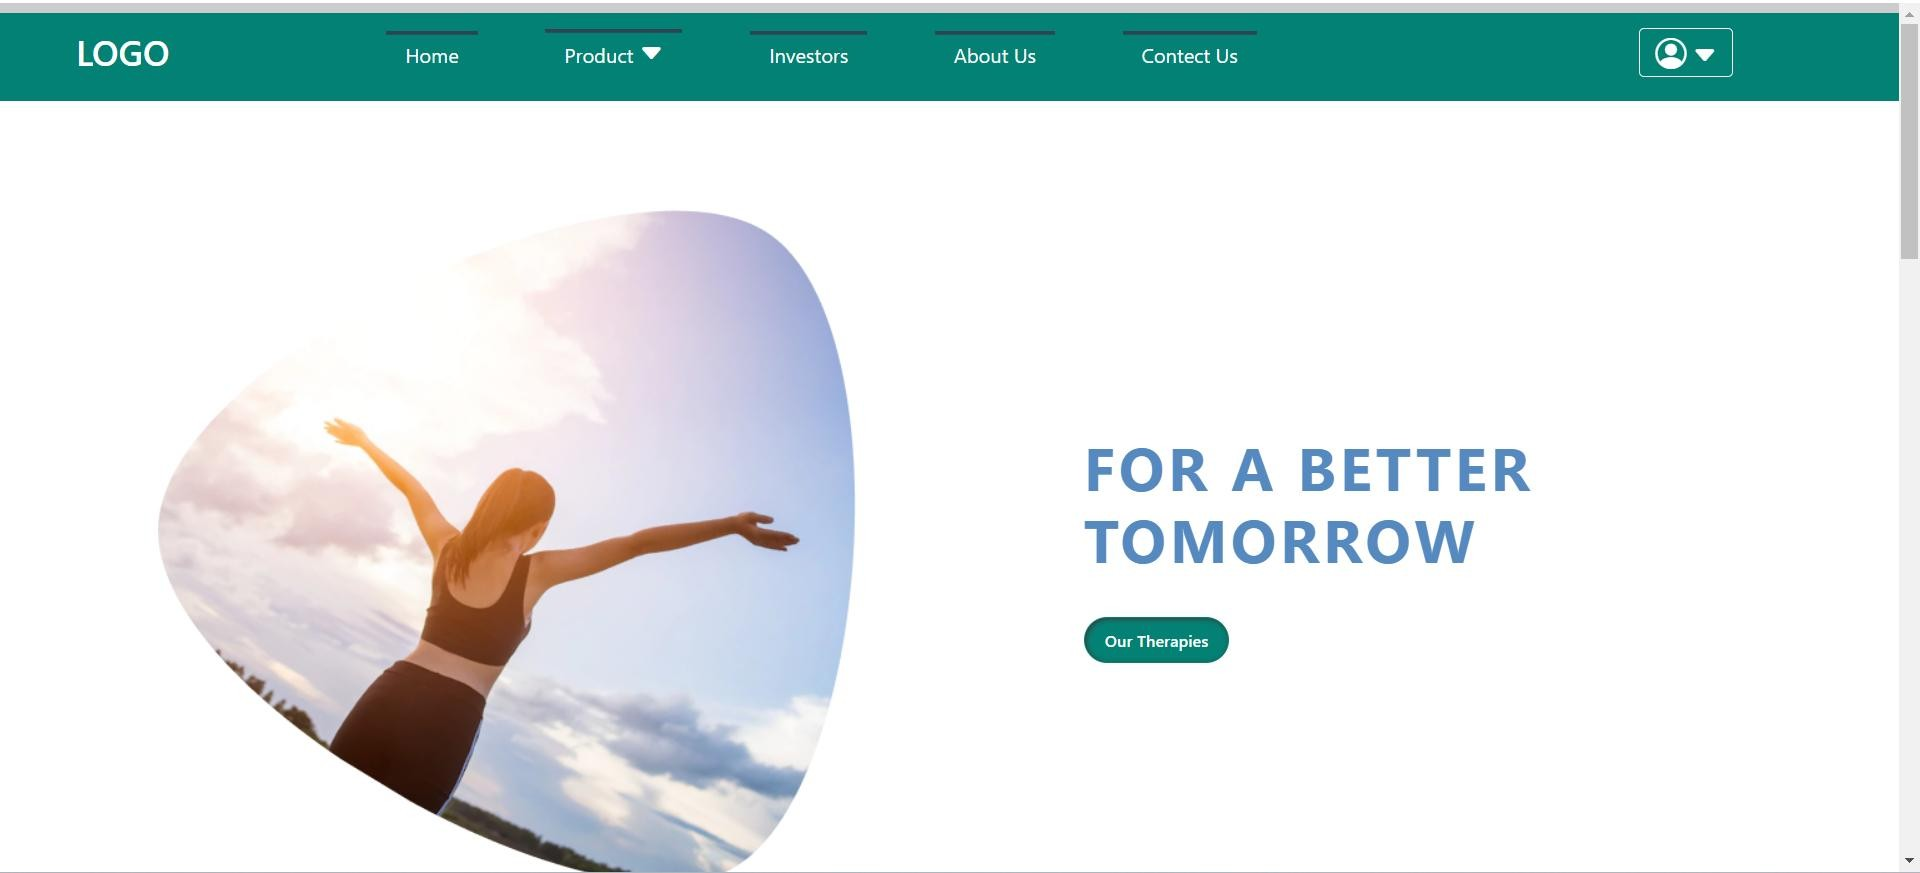 LOGO
Home
Product
Investors
About Us
Contect Us
FOR A BETTER
TOMORROW
Our Therapies